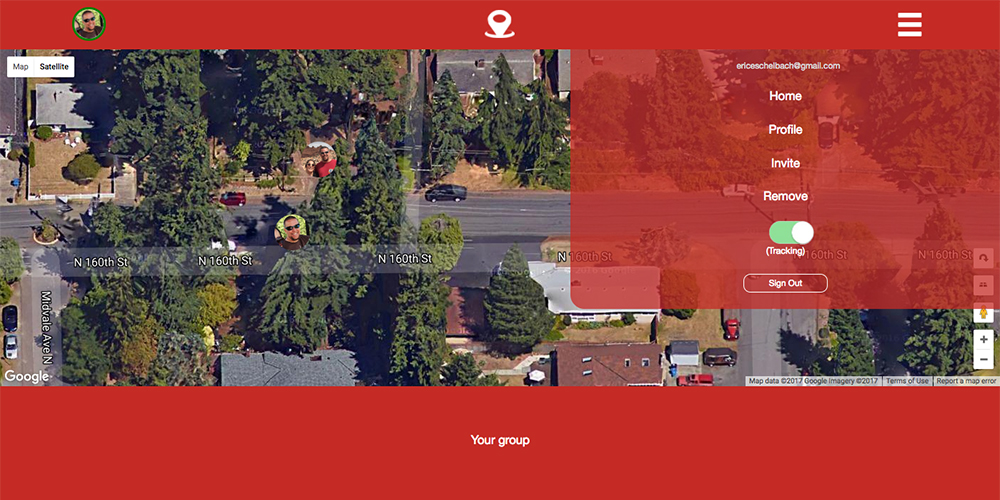 Map Satellite
ericescheibach@gmail.com
Home
Profile
Invite
Remove
(Tracking)
N 160th St N 160th St N 160th St N 160th St N 160th St N 160th St
Sign Out
Midvale Ave N
Google
Map data ©2017 Google Imagery ©2017 Terms of Use Report a map error
Your group